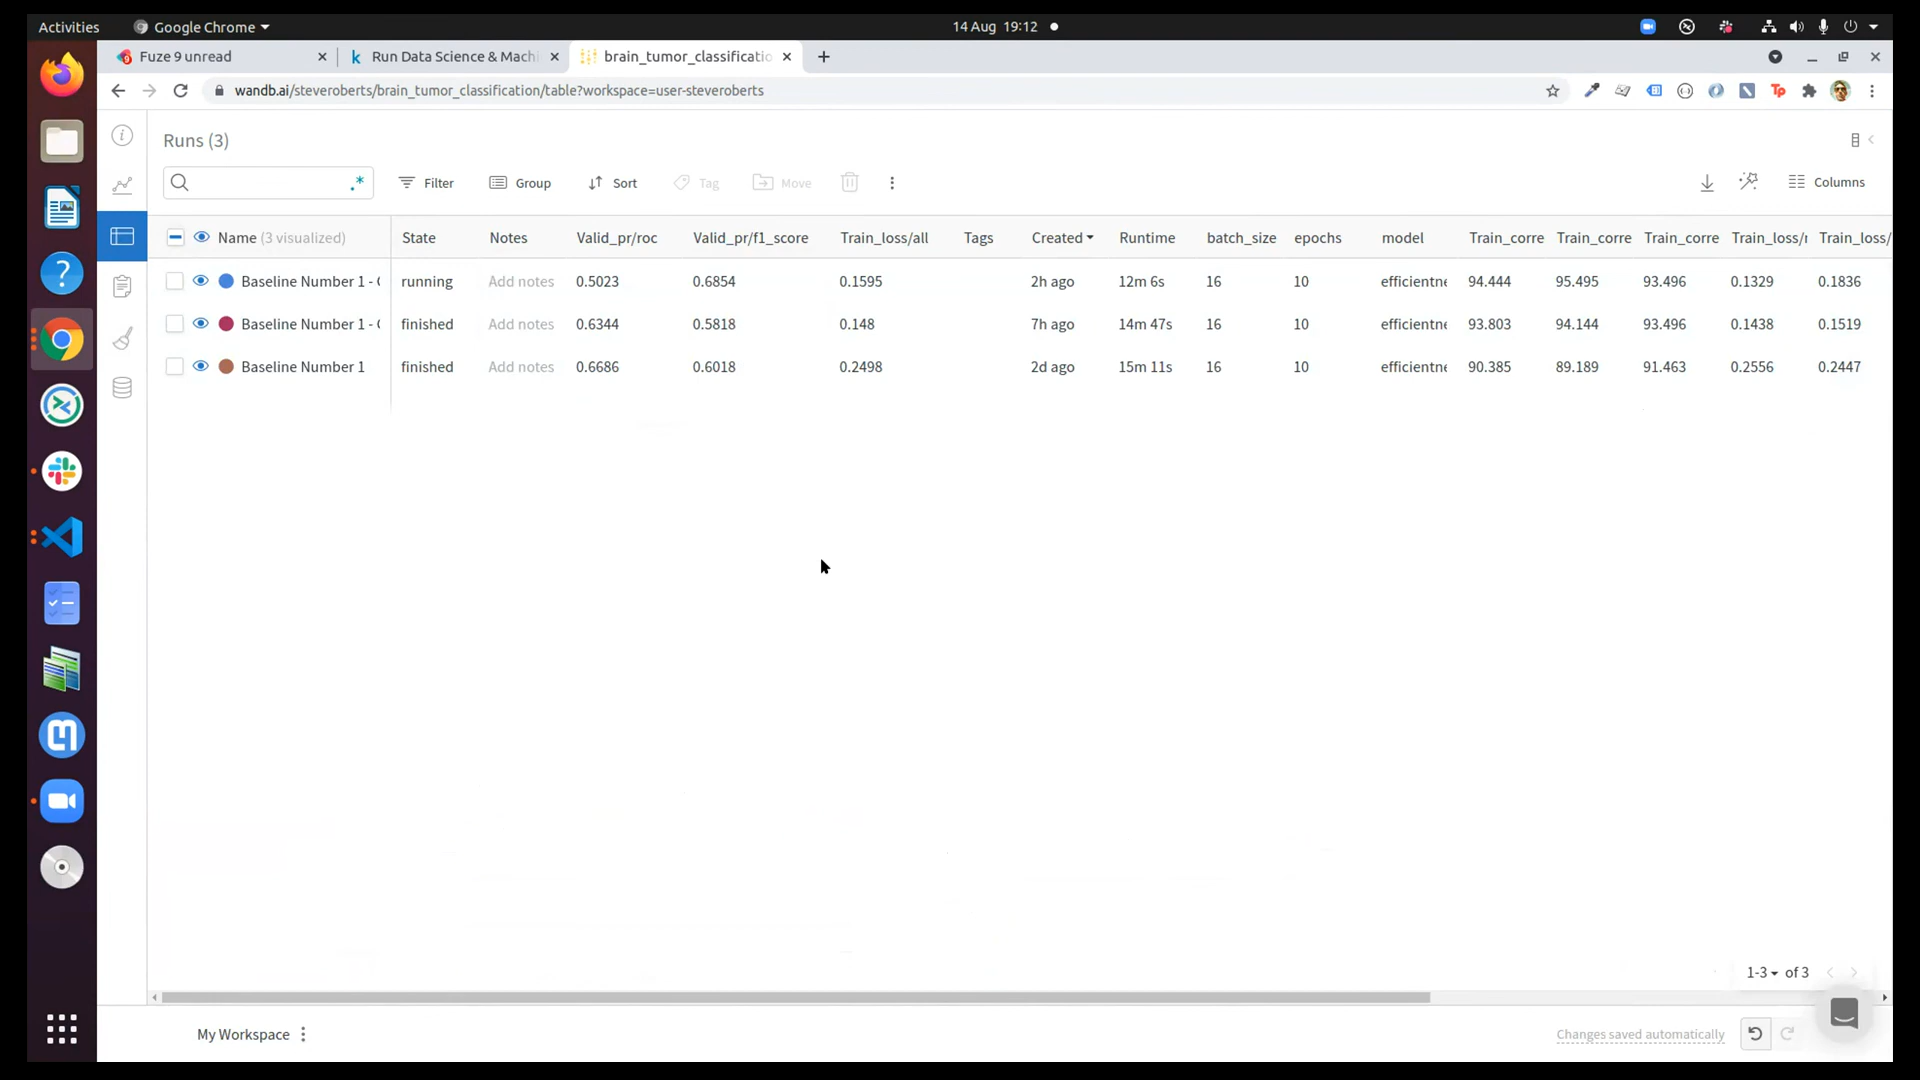 Activities Google Chrome 14 Aug 19:12
Fuze 9 unread Run Data Science & Machi brain_tumor_classificatio
wandb.ai/steveroberts/brain_tumor_classification/table?workspace=user-steveroberts
Runs (3)
.* Filter Group Sort Tag Move Columns
Name (3 visualized) State Notes Valid_pr/roc Valid_pr/f1_score Train_loss/all Tags Created Runtime batch_size epochs model Train_corre Train_corre Train_corre Train_loss/r Train_loss/
Baseline Number 1 - C running Add notes 0.5023 0.6854 0.1595 2h ago 12m 6s 16 10 efficientne 94.444 95.495 93.496 0.1329 0.1836
Baseline Number 1 - C finished Add notes 0.6344 0.5818 0.148 7h ago 14m 47s 16 10 efficientne 93.803 94.144 93.496 0.1438 0.1519
Baseline Number 1 finished Add notes 0.6686 0.6018 0.2498 2d ago 15m 11s 16 10 efficientne 90.385 89.189 91.463 0.2556 0.2447
1-3 of 3
My Workspace Changes saved automatically